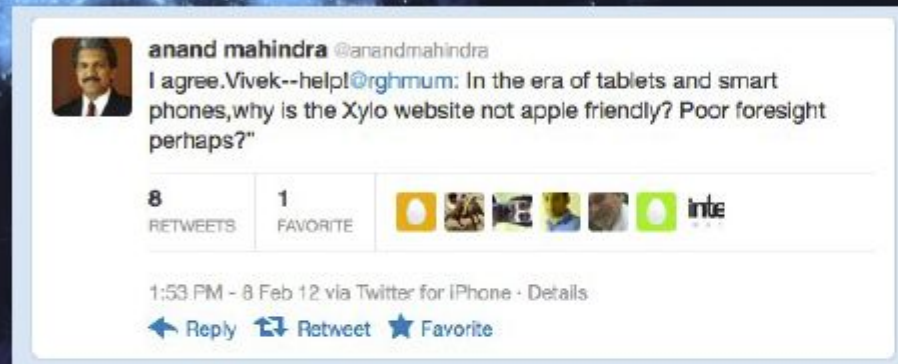 anand mahindra @anandmahindra
I agree.Vivek--help!@rghmum: In the era of tablets and smart
phones,why is the Xylo website not apple friendly? Poor foresight
perhaps?"
8
RETWEETS
1
FAVORITE
inte
1:53 PM - 8 Feb 12 via Twitter for iPhone · Details
Reply Retweet Favorite